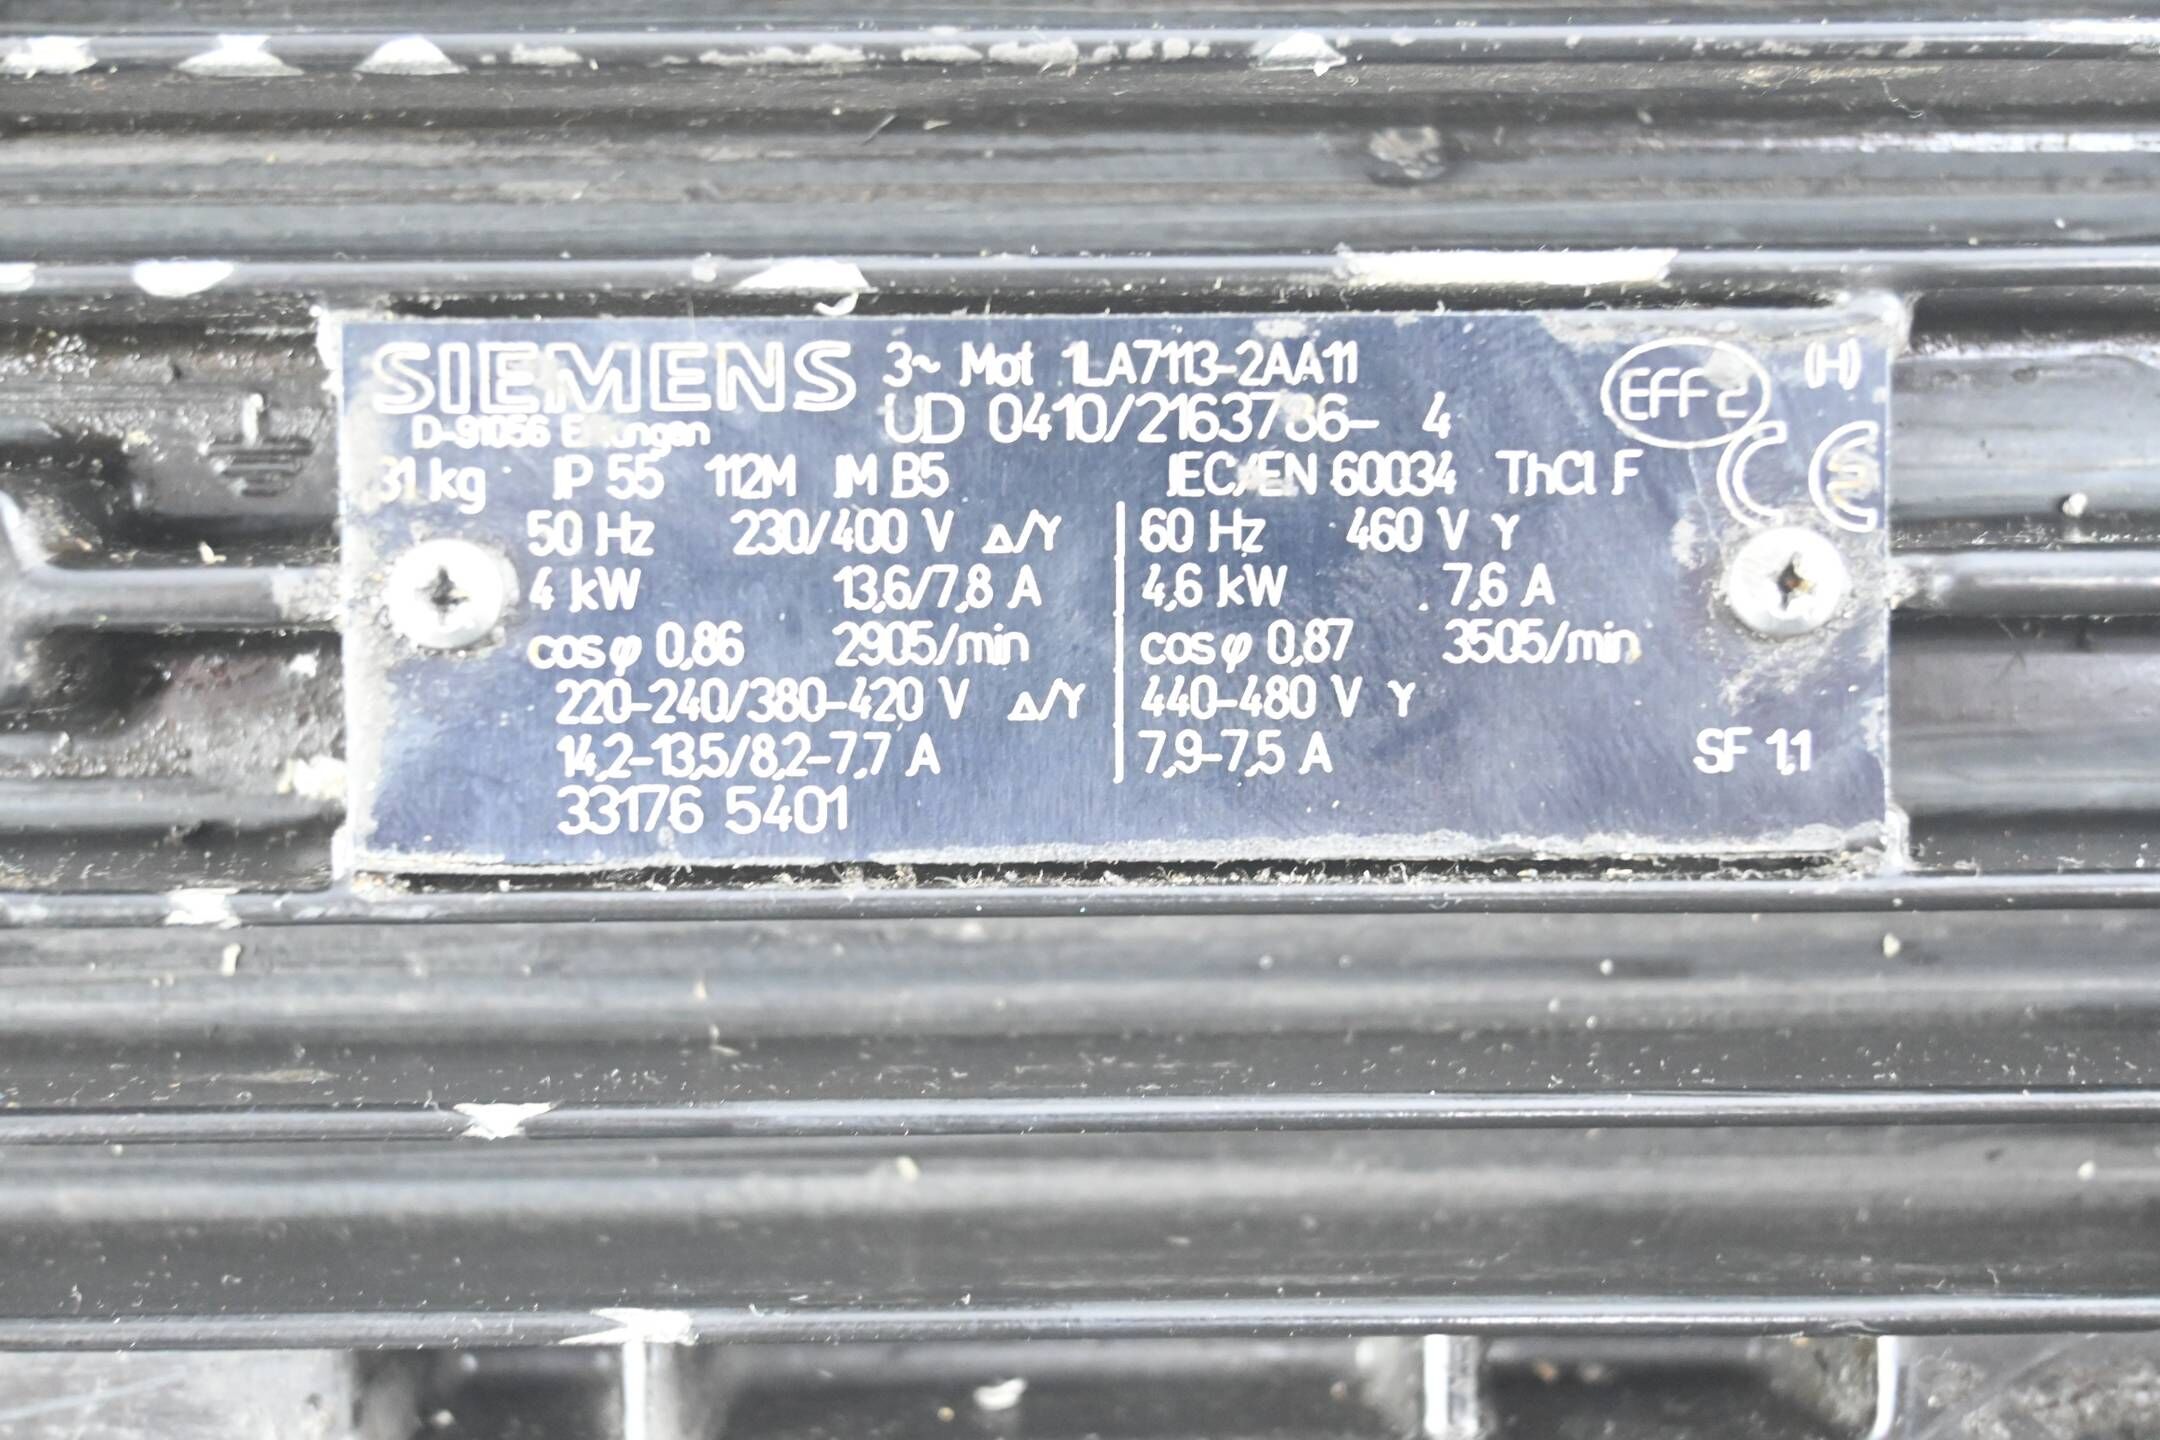 SIEMENS 3~ Mot 1LA7113-2AA11 EFF 2 (H)
D-91056 Erlangen UD 0410/2163786- 4 CE
31 kg IP 55 112M IM B5 IEC/EN 60034 ThCl F
50 Hz 230/400 V Δ/Y 60 Hz 460 V Y
4 kW 13,6/7,8 A 4,6 kW 7,6 A
cosφ 0,86 2905/min cosφ 0,87 3505/min
220-240/380-420 V Δ/Y 440-480 V Y
14,2-13,5/8,2-7,7 A 7,9-7,5 A SF 1,1
33176 5401